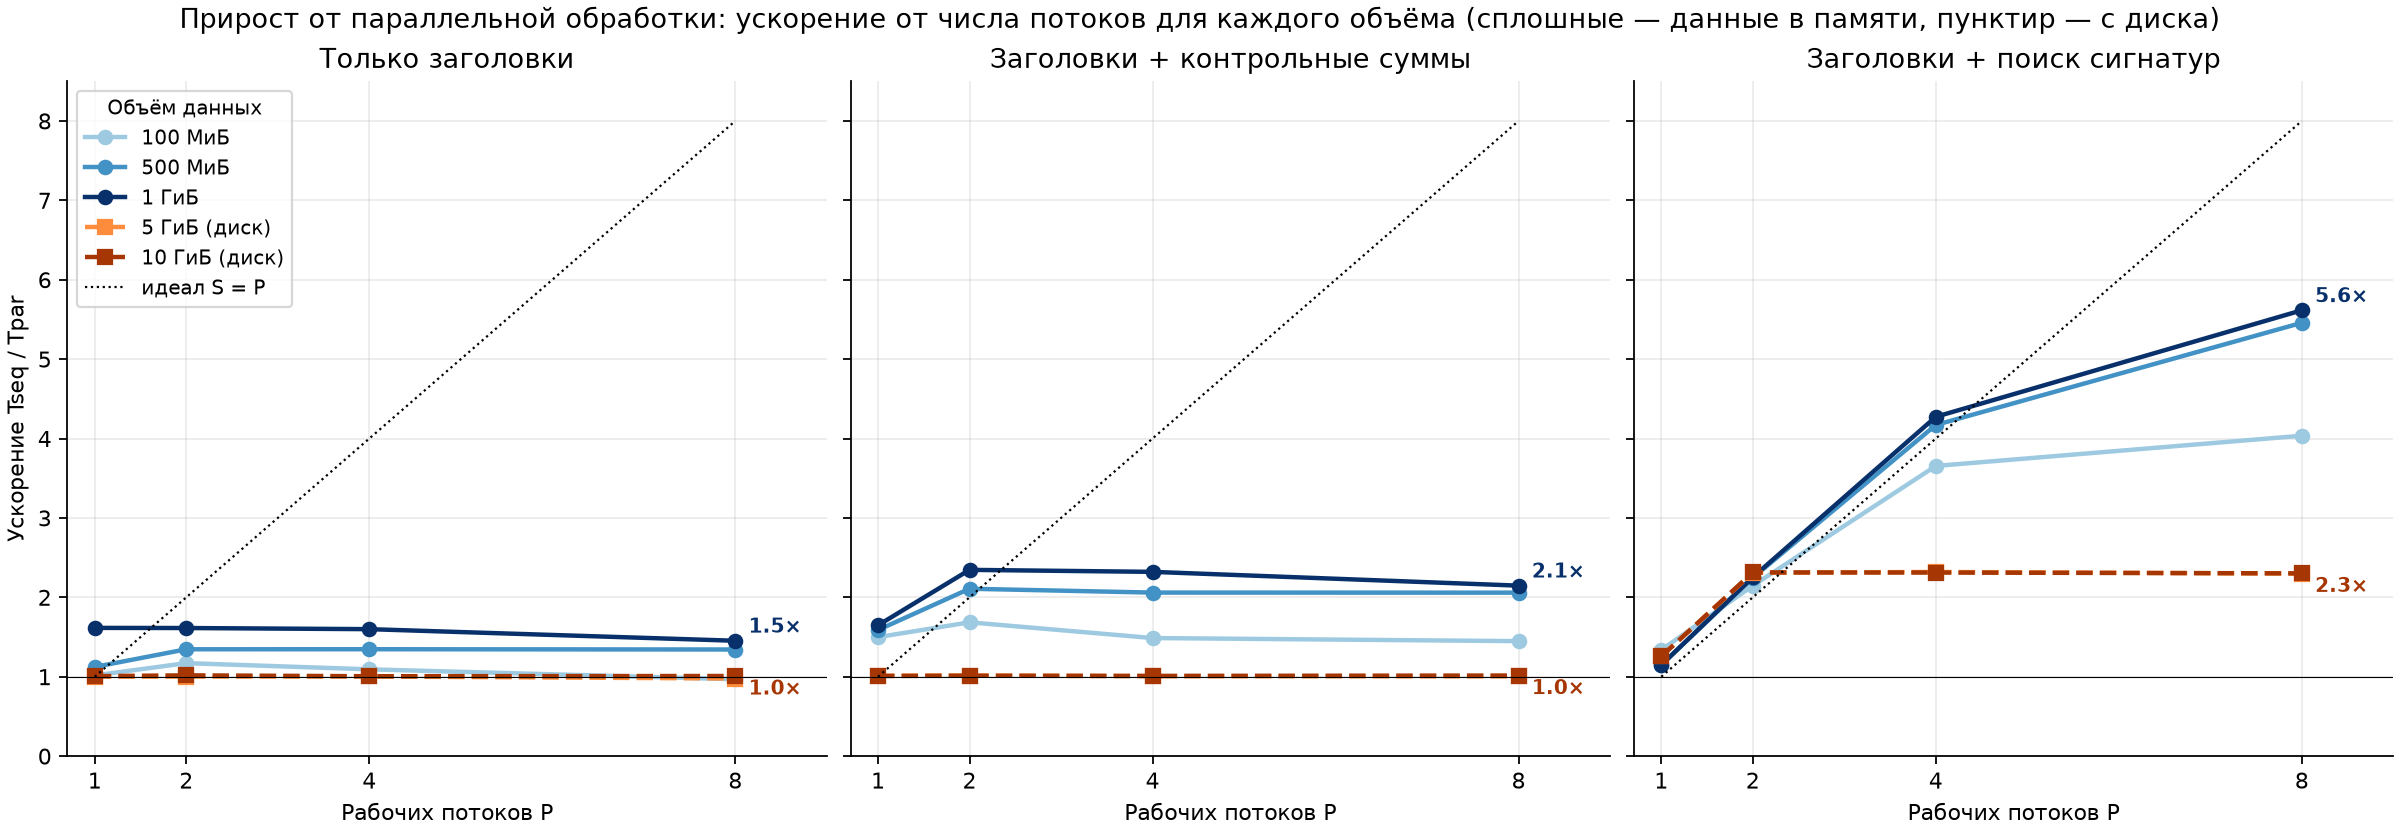 Прирост от параллельной обработки: ускорение от числа потоков для каждого объёма (сплошные — данные в памяти, пунктир — с диска)
Только заголовки
Ускорение Tseq / Tpar
8
7
6
5
4
3
2
1
0
Объём данных
100 МиБ
500 МиБ
1 ГиБ
5 ГиБ (диск)
10 ГиБ (диск)
идеал S = P
1.5×
1.0×
1 2 4 8
Рабочих потоков P
Заголовки + контрольные суммы
2.1×
1.0×
1 2 4 8
Рабочих потоков P
Заголовки + поиск сигнатур
5.6×
2.3×
1 2 4 8
Рабочих потоков P